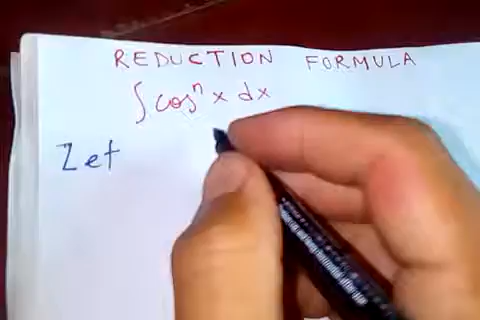 REDUCTION FORMULA
∫ cosⁿ x dx
Let